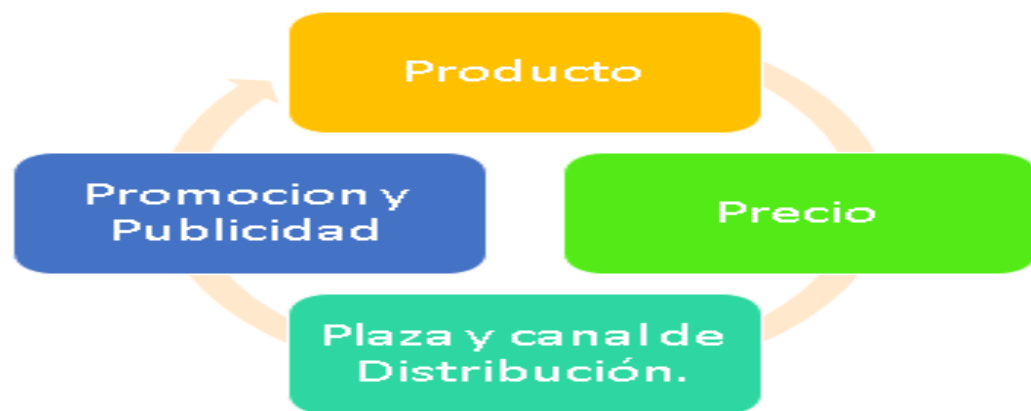 Producto
Promocion y
Publicidad
Precio
Plaza y canal de
Distribución.